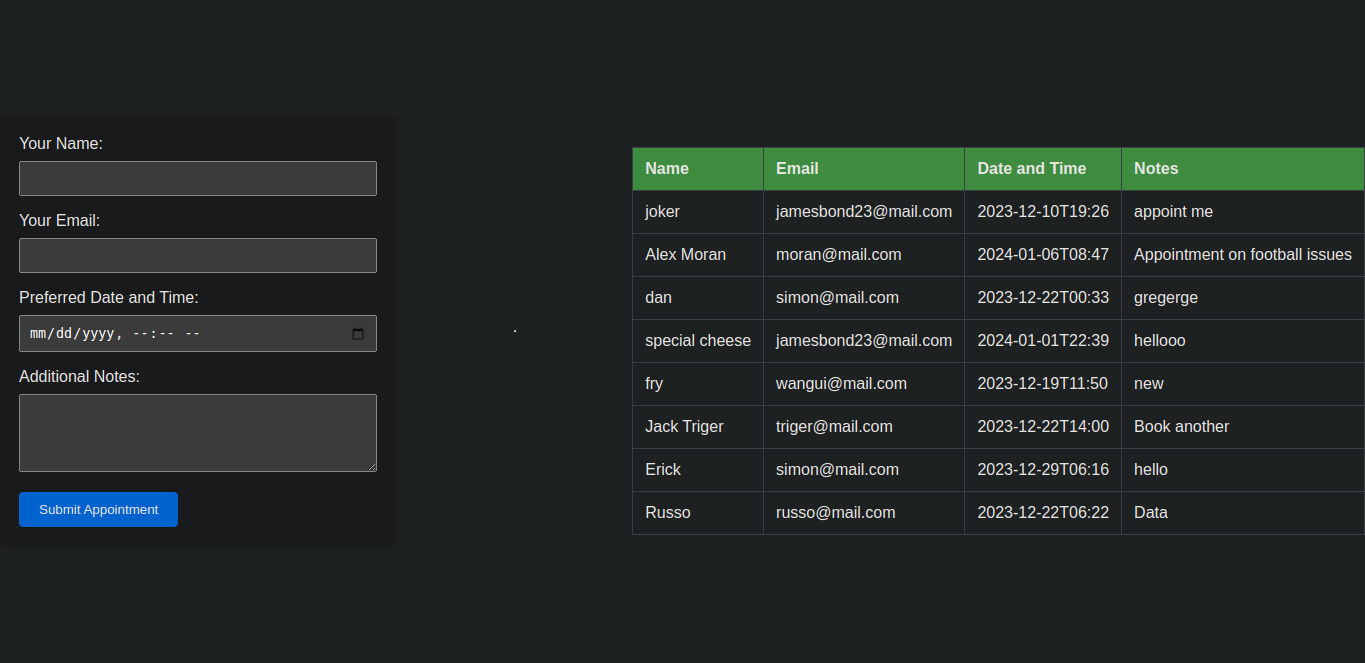 Your Name:
Your Email:
Preferred Date and Time:
mm/dd/yyyy, --:-- --
Additional Notes:
Submit Appointment
Name Email Date and Time Notes
joker jamesbond23@mail.com 2023-12-10T19:26 appoint me
Alex Moran moran@mail.com 2024-01-06T08:47 Appointment on football issues
dan simon@mail.com 2023-12-22T00:33 gregerge
special cheese jamesbond23@mail.com 2024-01-01T22:39 hellooo
fry wangui@mail.com 2023-12-19T11:50 new
Jack Triger triger@mail.com 2023-12-22T14:00 Book another
Erick simon@mail.com 2023-12-29T06:16 hello
Russo russo@mail.com 2023-12-22T06:22 Data